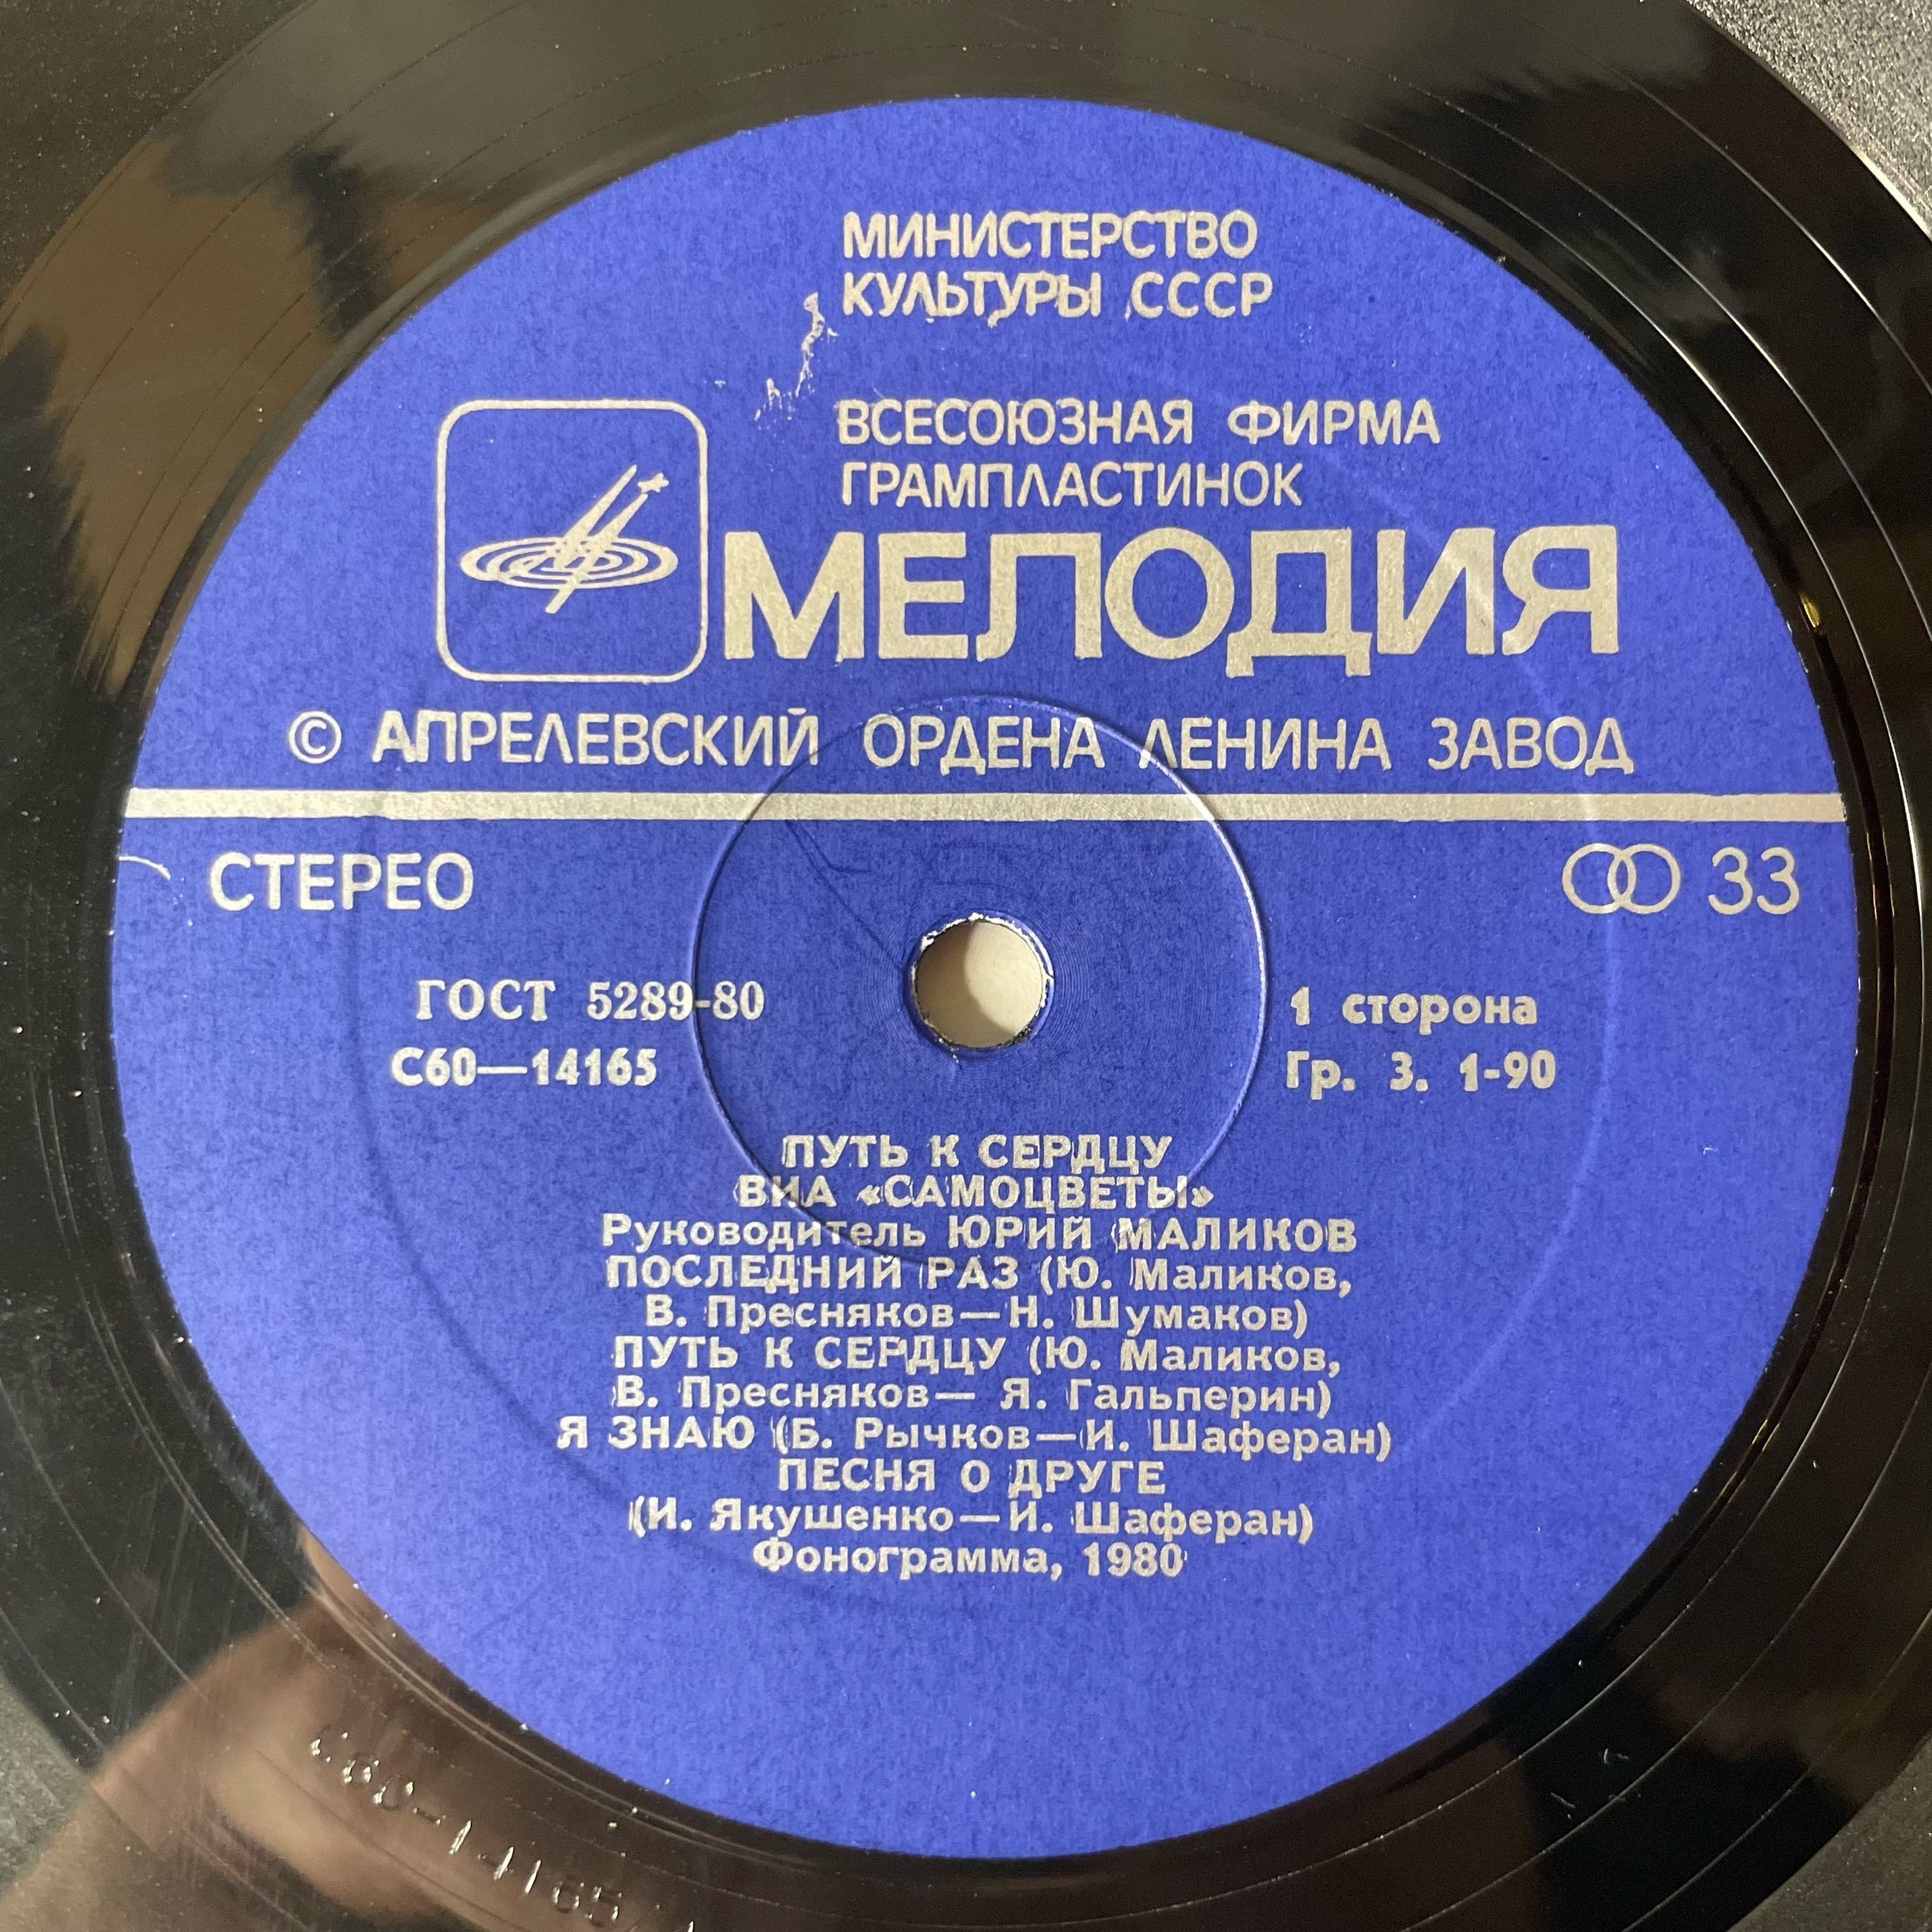 МИНИСТЕРСТВО
КУЛЬТУРЫ СССР
ВСЕСОЮЗНАЯ ФИРМА
ГРАМПЛАСТИНОК
МЕЛОДИЯ
© АПРЕЛЕВСКИЙ ОРДЕНА ЛЕНИНА ЗАВОД
СТЕРЕО
33
ГОСТ 5289-80
1 сторона
С60—14165
Гр. 3. 1-90
ПУТЬ К СЕРДЦУ
ВИА «САМОЦВЕТЫ»
Руководитель ЮРИЙ МАЛИКОВ
ПОСЛЕДНИЙ РАЗ (Ю. Маликов,
В. Пресняков—Н. Шумаков)
ПУТЬ К СЕРДЦУ (Ю. Маликов,
В. Пресняков— Я. Гальперин)
Я ЗНАЮ (Б. Рычков—И. Шаферан)
ПЕСНЯ О ДРУГЕ
(И. Якушенко—И. Шаферан)
Фонограмма, 1980
С60-14165